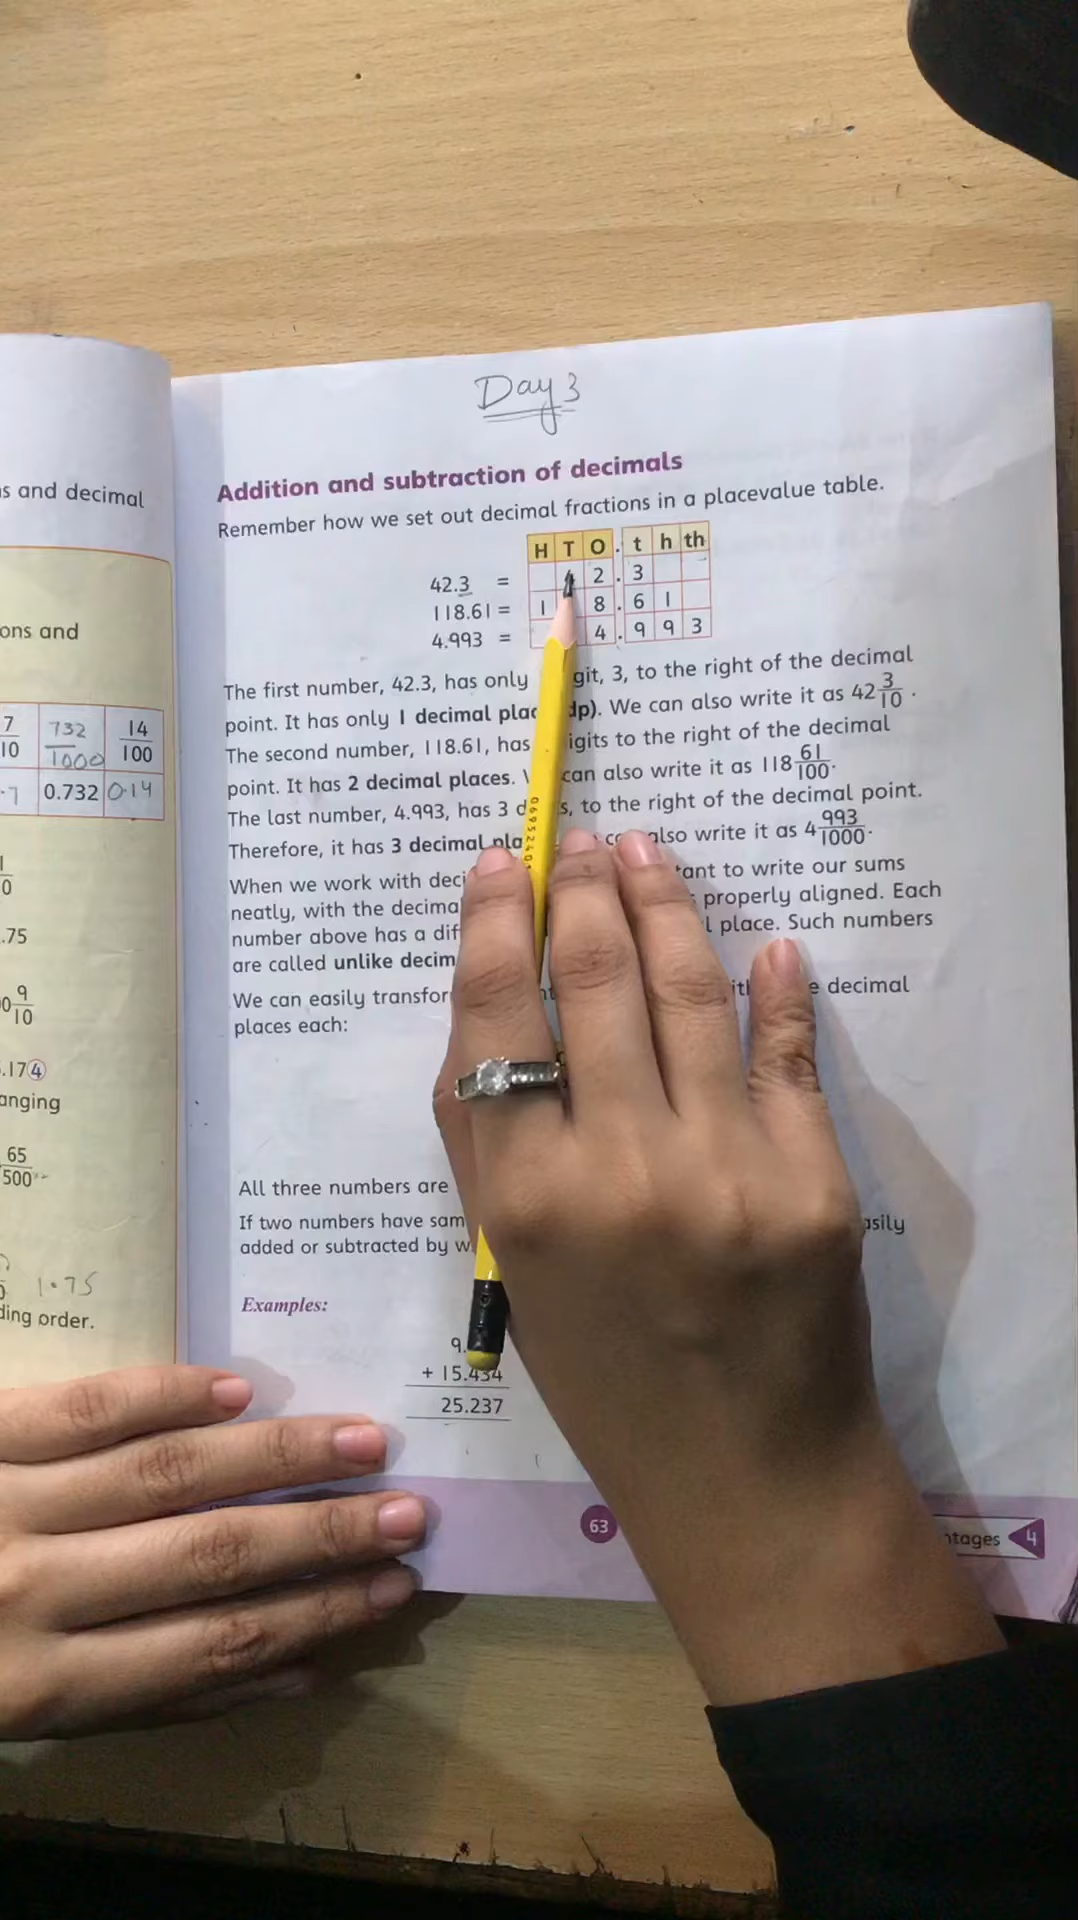 s and decimal
ons and
7 732 14
10 1000 100
.7 0.732 0.14
.75
9
10
.17④
anging
65
500
1.75
ding order.
Day 3
Addition and subtraction of decimals
Remember how we set out decimal fractions in a placevalue table.
H T O . t h th
42.3 = 2 . 3
118.61 = 1 8 . 6 1
4.993 = 4 . 9 9 3
The first number, 42.3, has only git, 3, to the right of the decimal
point. It has only 1 decimal plac dp). We can also write it as 42 3/10 .
The second number, 118.61, has igits to the right of the decimal
point. It has 2 decimal places. can also write it as 118 61/100.
The last number, 4.993, has 3 d s, to the right of the decimal point.
Therefore, it has 3 decimal pla also write it as 4 993/1000.
When we work with deci tant to write our sums
neatly, with the decima properly aligned. Each
number above has a dif l place. Such numbers
are called unlike decim
We can easily transfor decimal
places each:
All three numbers are
If two numbers have sam asily
added or subtracted by w
Examples:
9.
+ 15.434
25.237
63
ntages 4
0695240